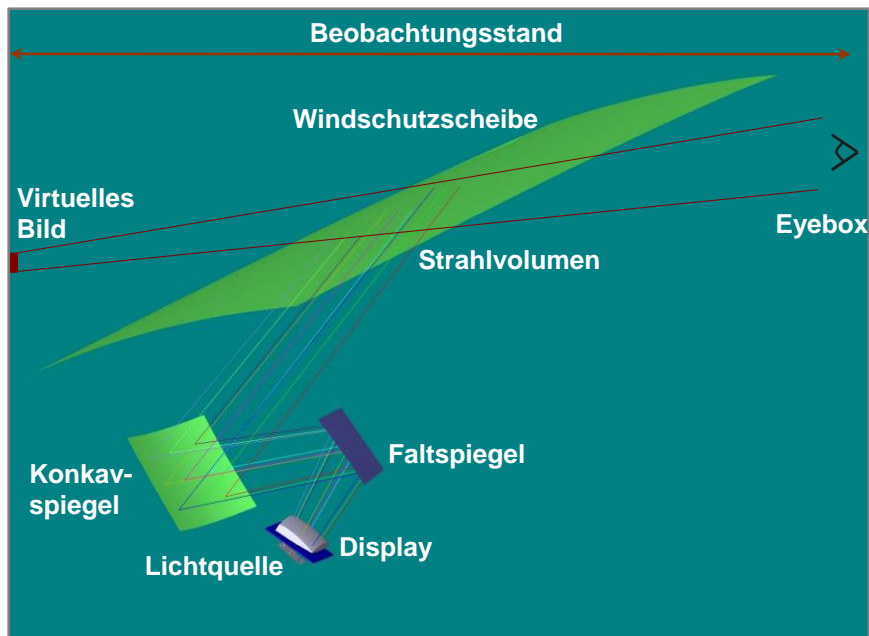 Beobachtungsstand
Windschutzscheibe
Virtuelles
Bild
Eyebox
Strahlvolumen
Konkav-
spiegel
Faltspiegel
Display
Lichtquelle